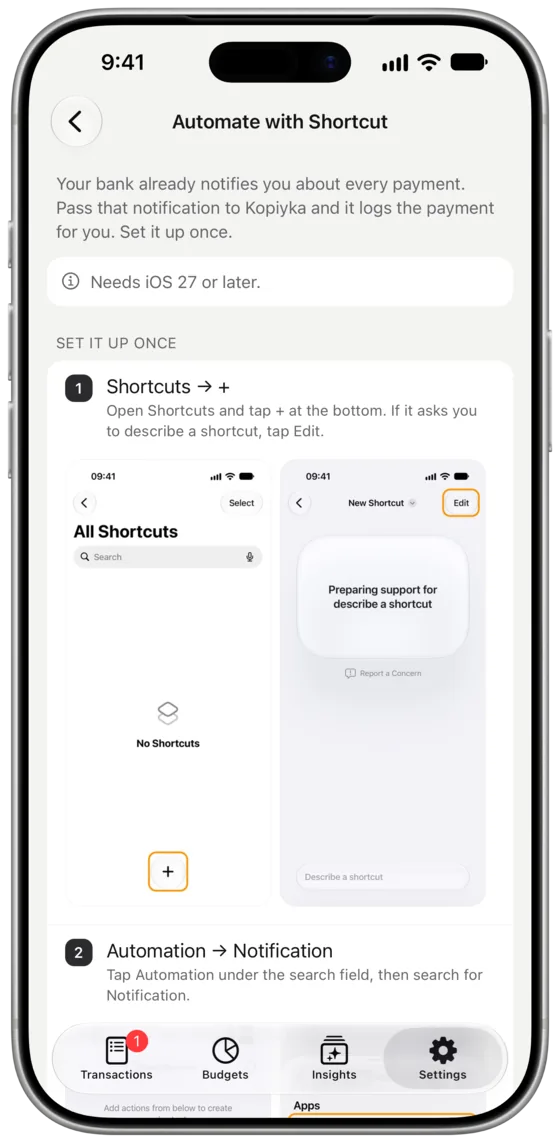 9:41
Automate with Shortcut
Your bank already notifies you about every payment.
Pass that notification to Kopiyka and it logs the payment
for you. Set it up once.
Needs iOS 27 or later.
SET IT UP ONCE
1
Shortcuts → +
Open Shortcuts and tap + at the bottom. If it asks you
to describe a shortcut, tap Edit.
09:41
Select
All Shortcuts
Search
No Shortcuts
+
09:41
New Shortcut
Edit
Preparing support for
describe a shortcut
Report a Concern
Describe a shortcut
2
Automation → Notification
Tap Automation under the search field, then search for
Notification.
1
Transactions
Budgets
Insights
Settings
Add actions from below to create
Apps